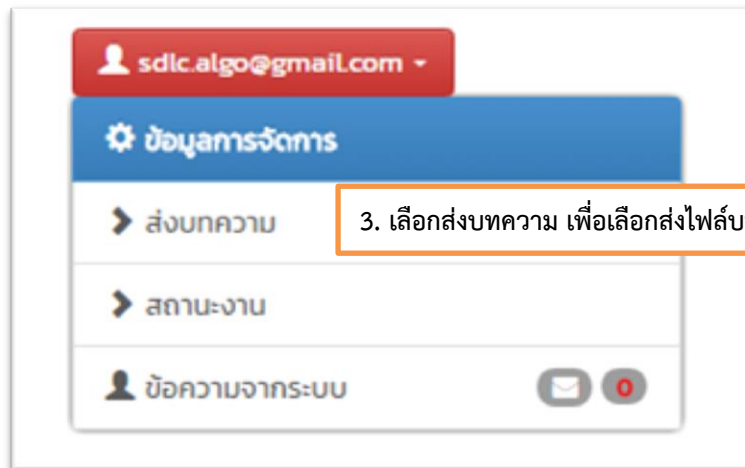 sdlc.algo@gmail.com
ข้อมูลการจัดการ
ส่งบทความ
3. เลือกส่งบทความ เพื่อเลือกส่งไฟล์บ
สถานะงาน
ข้อความจากระบบ 0